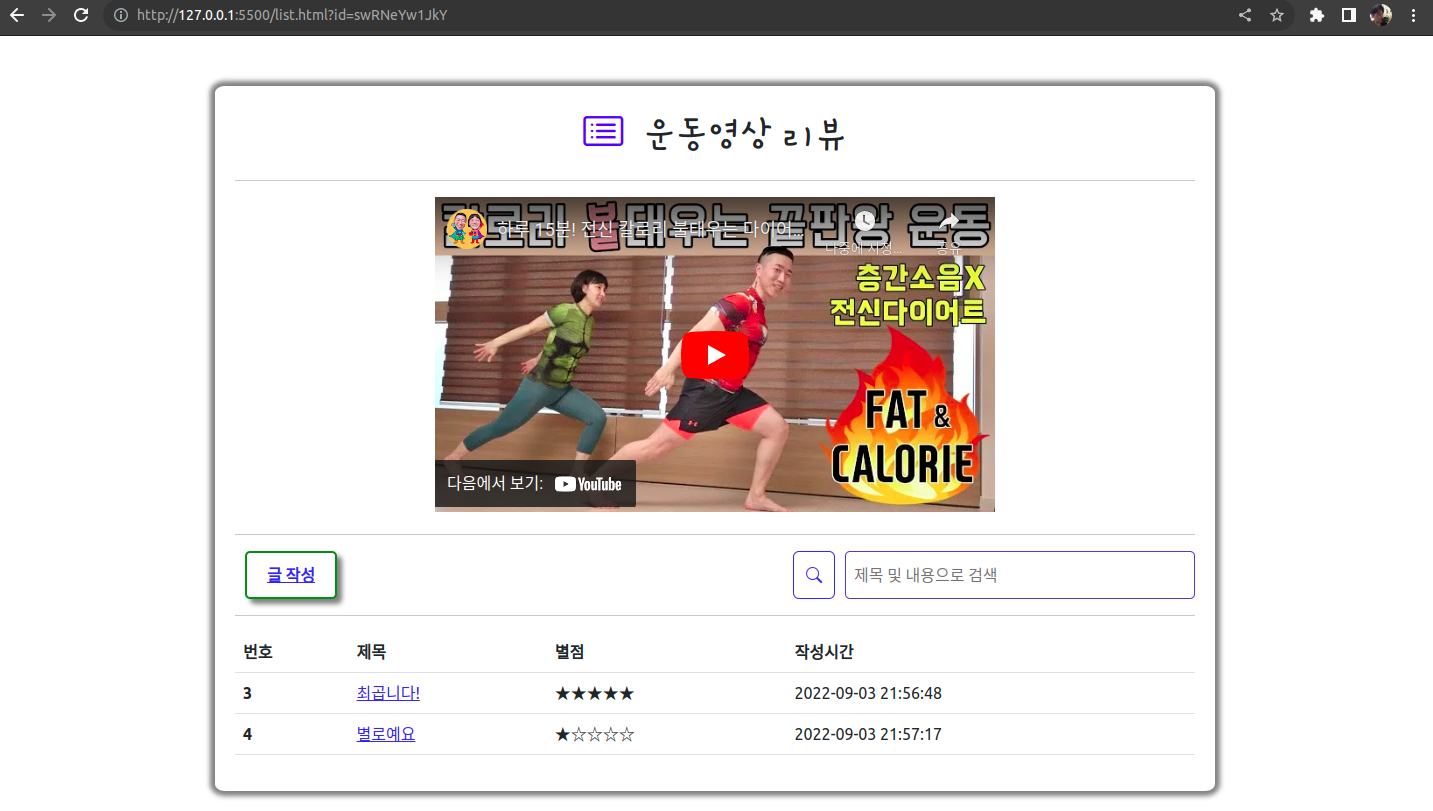 http://127.0.0.1:5500/list.html?id=swRNeYw1JkY
운동영상 리뷰
칼로리 불태우는 끝판왕 운동
하루 15분! 전신 칼로리 불태우는 다이어...
나중에 시청...
공유
층간소음X
전신다이어트
FAT &
CALORIE
다음에서 보기: YouTube
글 작성
제목 및 내용으로 검색
번호 제목 별점 작성시간
3 최곱니다! ★★★★★ 2022-09-03 21:56:48
4 별로예요 ★☆☆☆☆ 2022-09-03 21:57:17